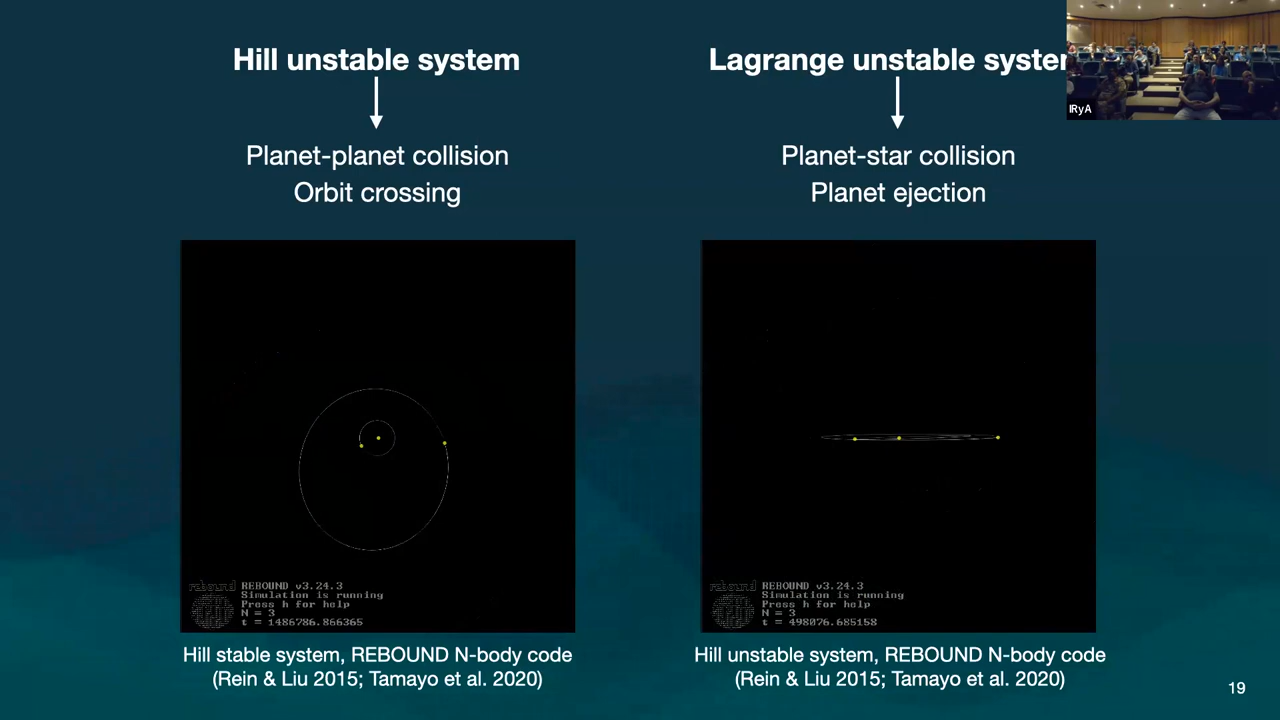 Hill unstable system
Planet-planet collision
Orbit crossing
Lagrange unstable system
Planet-star collision
Planet ejection
IRyA
rebound
REBOUND v3.24.3
Simulation is running
Press h for help
N = 3
t = 1486786.866365
rebound
REBOUND v3.24.3
Simulation is running
Press h for help
N = 3
t = 498076.685158
Hill stable system, REBOUND N-body code
(Rein & Liu 2015; Tamayo et al. 2020)
Hill unstable system, REBOUND N-body code
(Rein & Liu 2015; Tamayo et al. 2020)
19